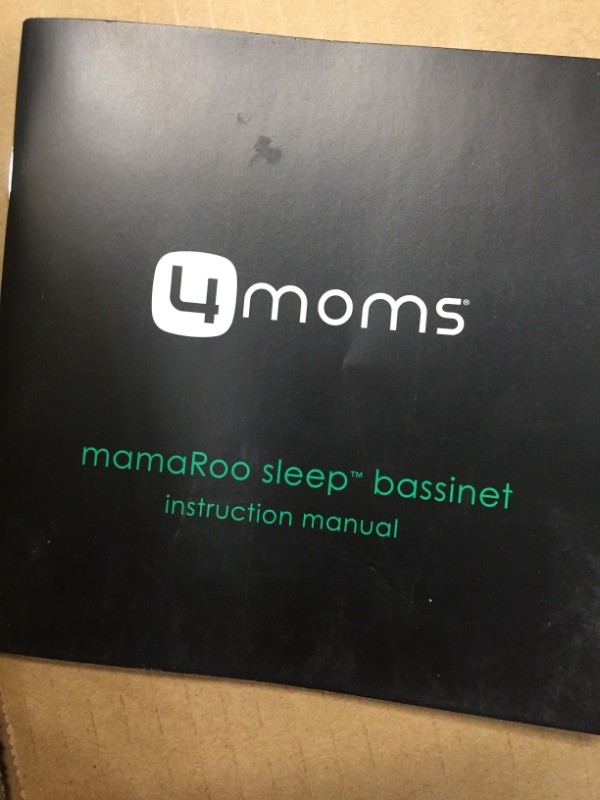 4moms®
mamaRoo sleep™ bassinet
instruction manual